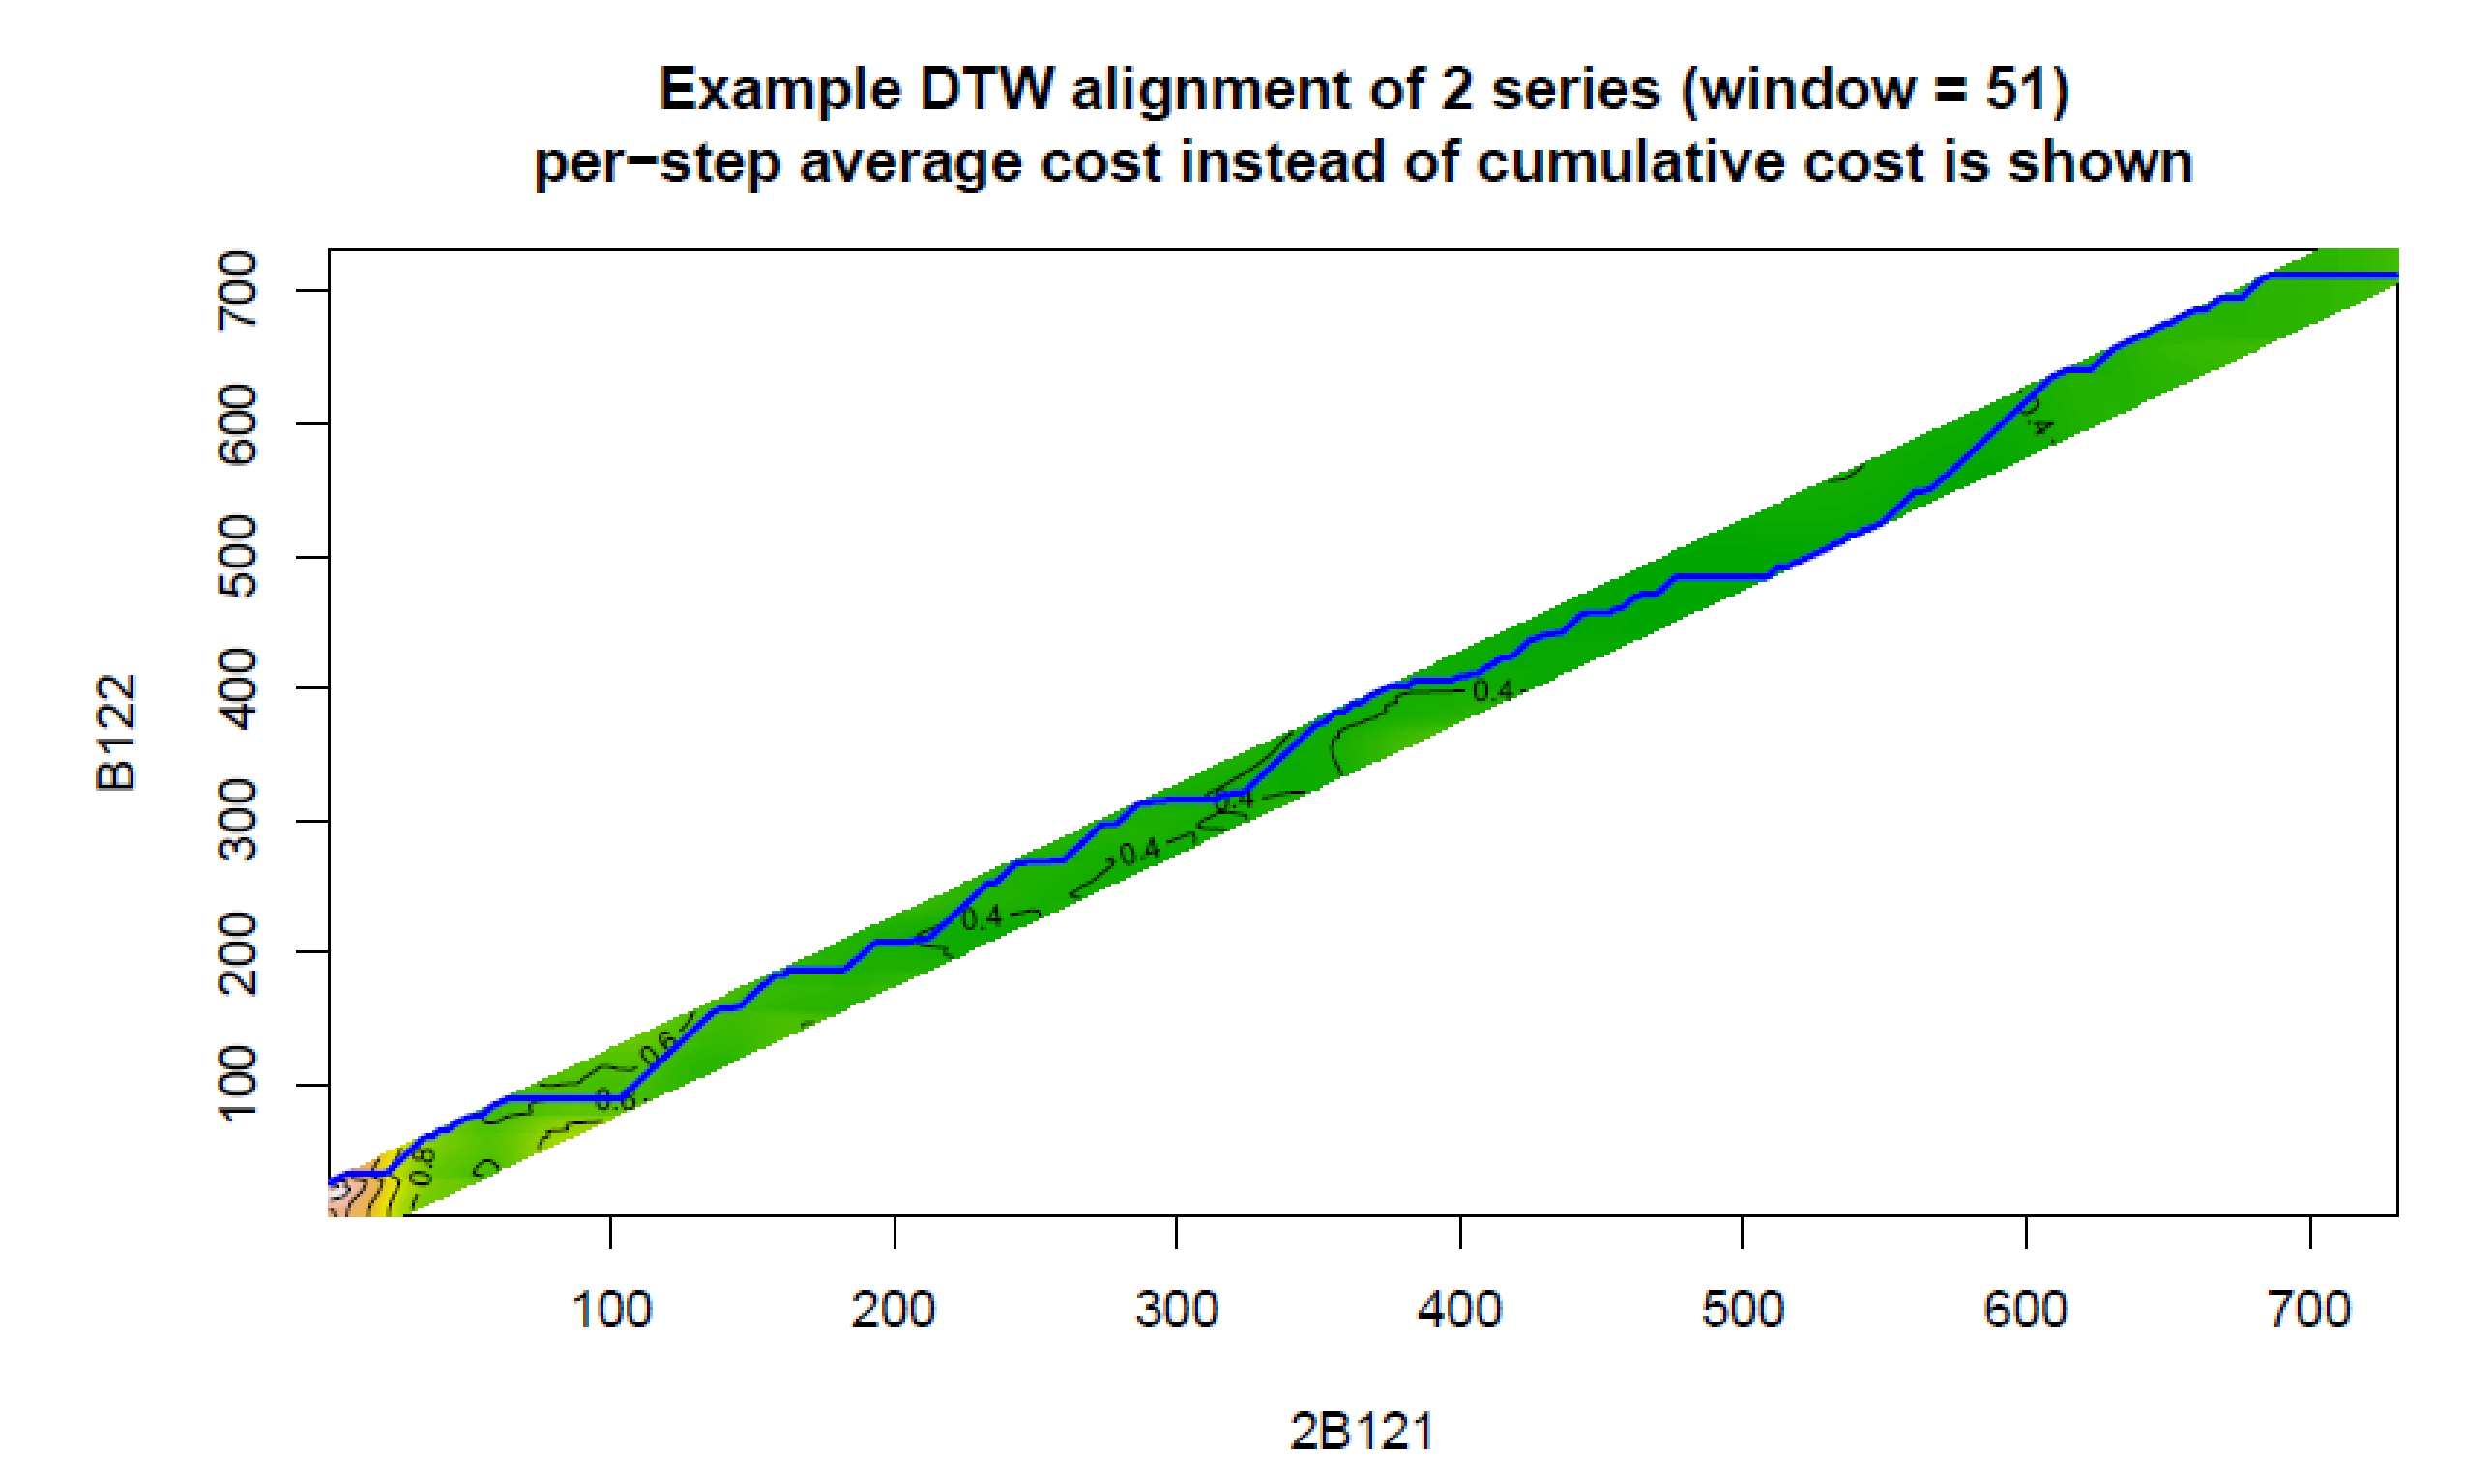 Example DTW alignment of 2 series (window = 51)
per−step average cost instead of cumulative cost is shown
700
600
500
400
300
200
100
B122
0.4
0.4
0.4
0.4
0.4
0.6
0.8
100 200 300 400 500 600 700
2B121